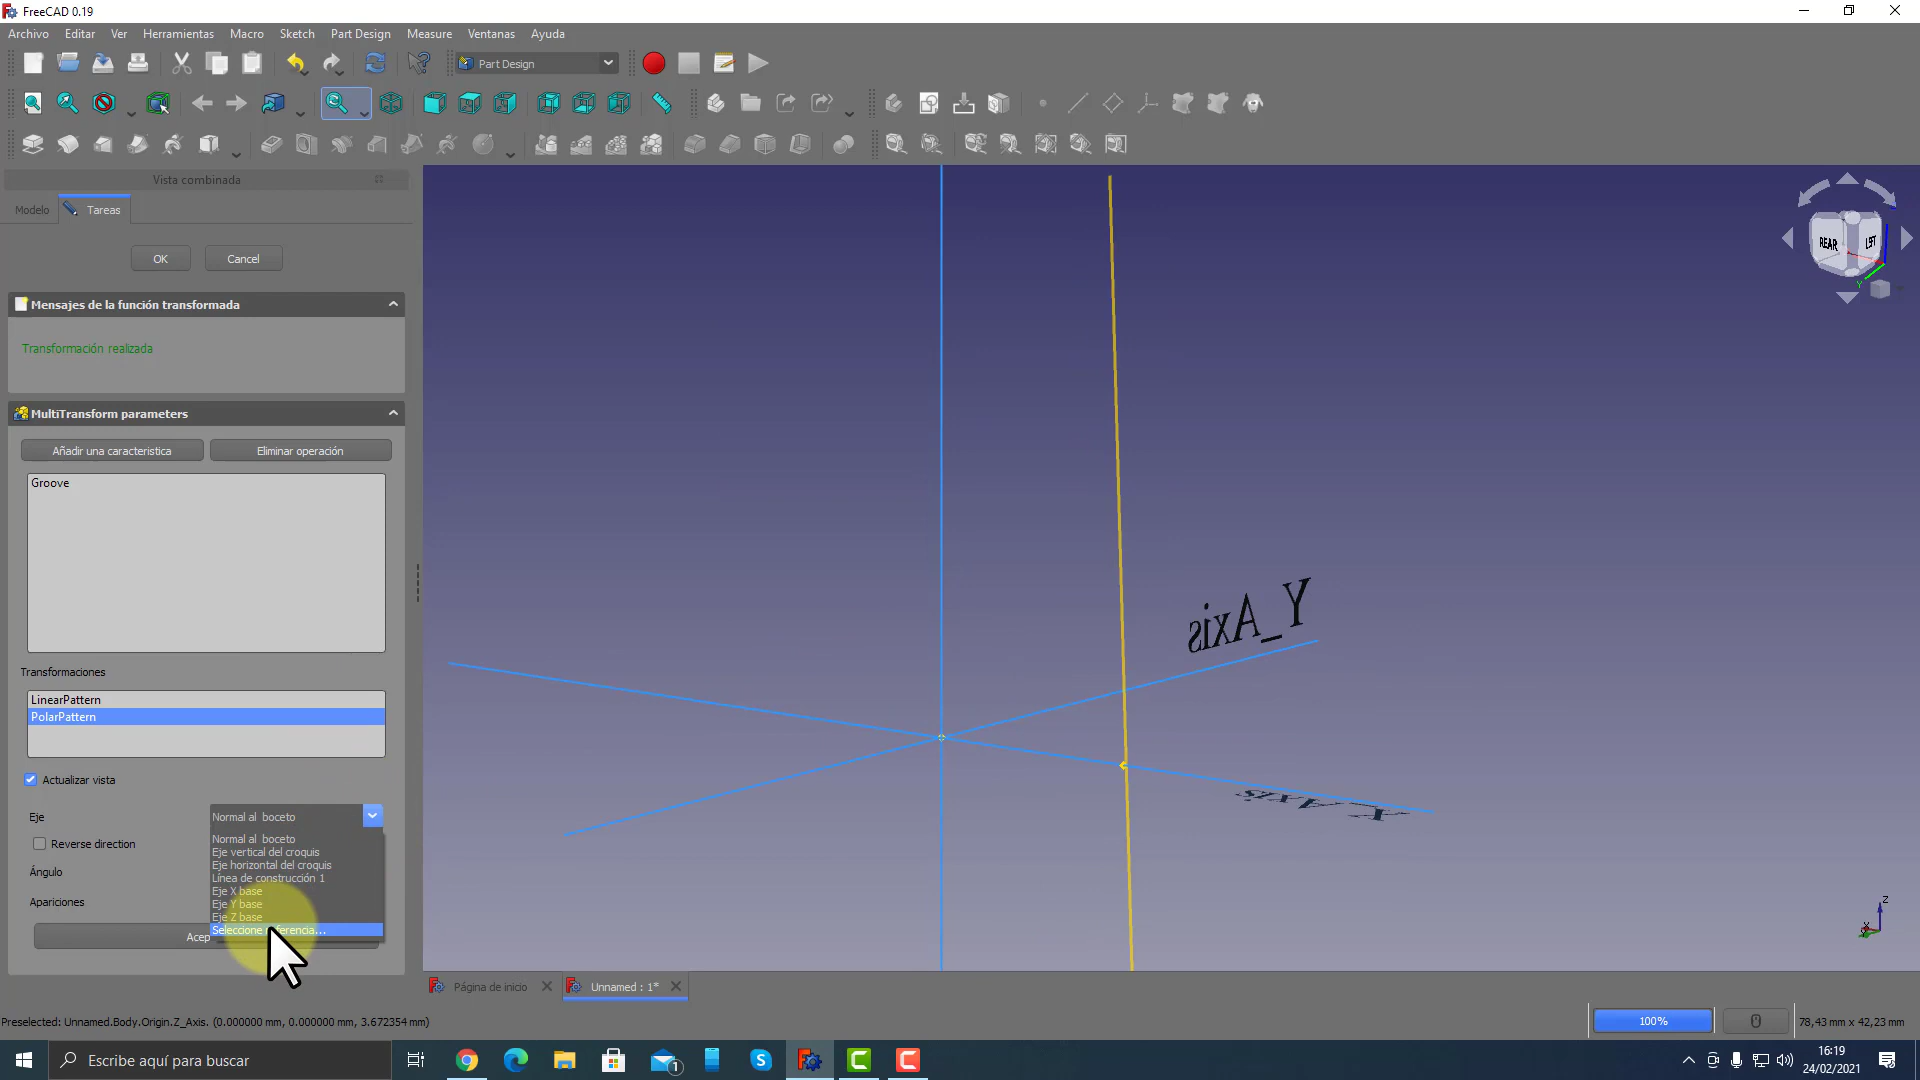 FreeCAD 0.19
Archivo Editar Ver Herramientas Macro Sketch Part Design Measure Ventanas Ayuda
Part Design
Vista combinada
Modelo Tareas
OK Cancel
Mensajes de la función transformada
Transformación realizada
MultiTransform parameters
Añadir una caracteristica Eliminar operación
Groove
Transformaciones
LinearPattern
PolarPattern
Actualizar vista
Eje Normal al boceto
Normal al boceto
Reverse direction
Eje vertical del croquis
Eje horizontal del croquis
Ángulo
Línea de construcción 1
Eje X base
Apariciones
Eje Y base
Eje Z base
Seleccione
Acep
REAR LEFT
Y
Y_Axis
X_Axis
Z
X
Página de inicio Unnamed : 1*
Preselected: Unnamed.Body.Origin.Z_Axis. (0.000000 mm, 0.000000 mm, 3.672354 mm)
100% 78,43 mm x 42,23 mm
Escribe aquí para buscar
1
16:19
24/02/2021